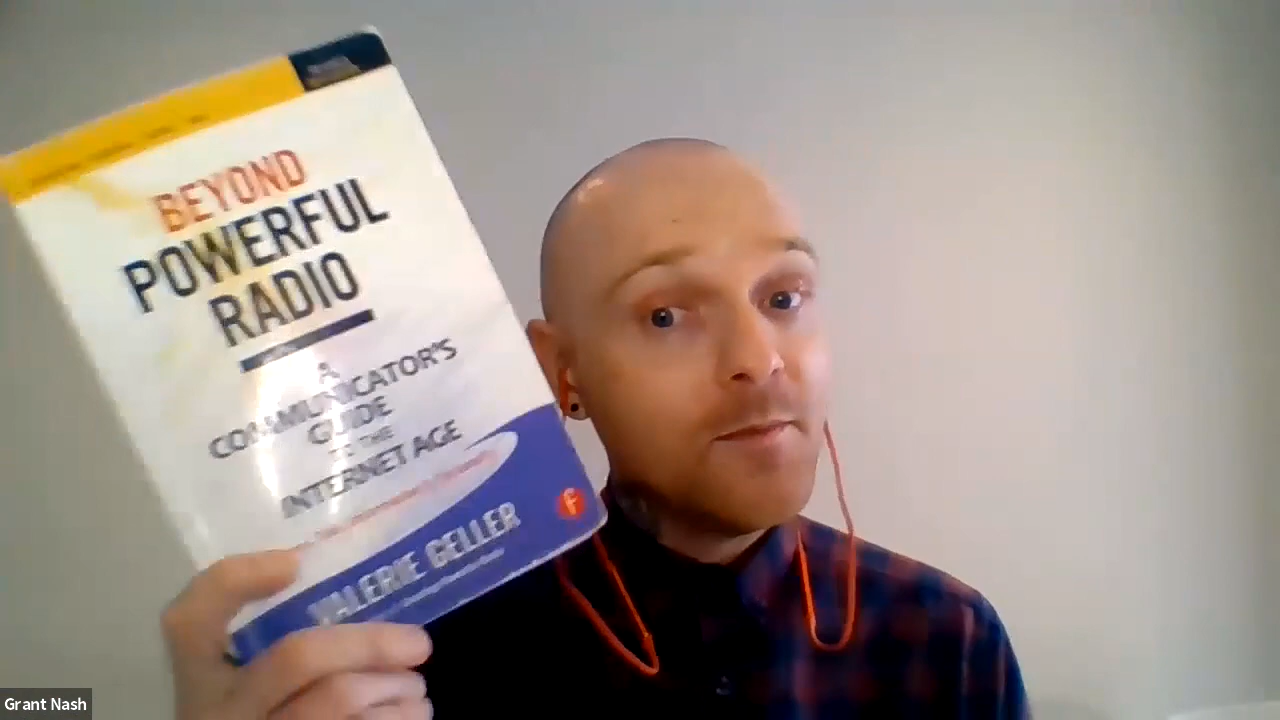 BEYOND
POWERFUL
RADIO
A
COMMUNICATOR'S
GUIDE
TO THE
INTERNET AGE
VALERIE GELLER
Grant Nash